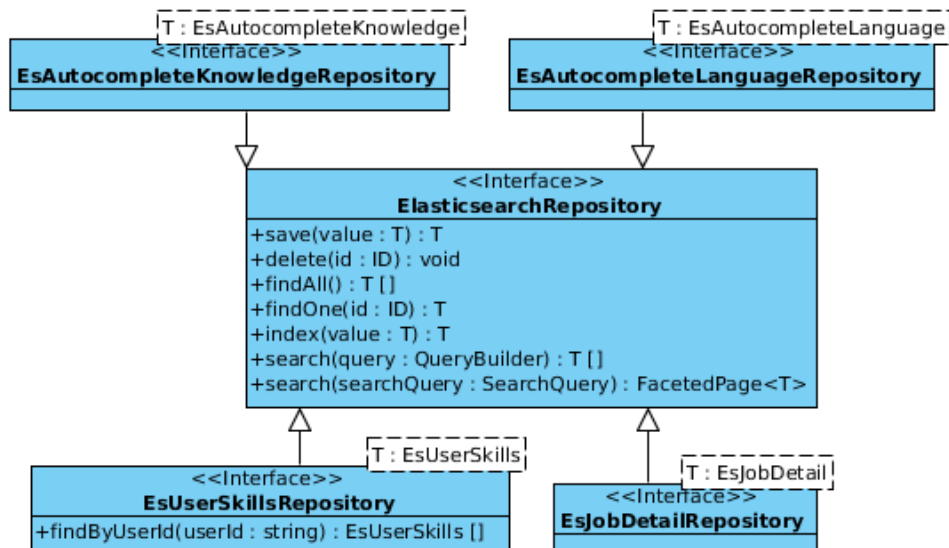 T : EsAutocompleteKnowledge
<<Interface>>
EsAutocompleteKnowledgeRepository
T : EsAutocompleteLanguage
<<Interface>>
EsAutocompleteLanguageRepository
<<Interface>>
ElasticsearchRepository
+save(value : T) : T
+delete(id : ID) : void
+findAll() : T []
+findOne(id : ID) : T
+index(value : T) : T
+search(query : QueryBuilder) : T []
+search(searchQuery : SearchQuery) : FacetedPage<T>
T : EsUserSkills
<<Interface>>
EsUserSkillsRepository
+findByUserId(userId : string) : EsUserSkills []
T : EsJobDetail
<<Interface>>
EsJobDetailRepository